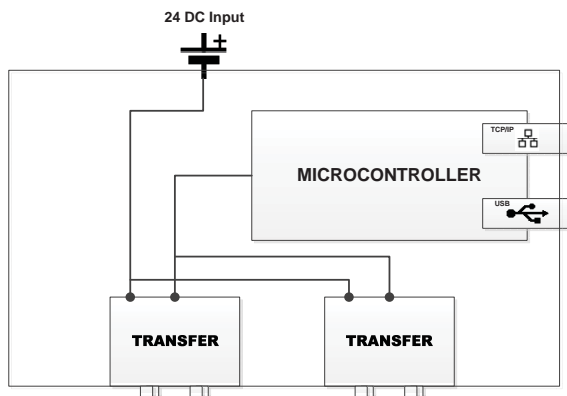 24 DC Input
TCP/IP
MICROCONTROLLER
USB
TRANSFER
TRANSFER